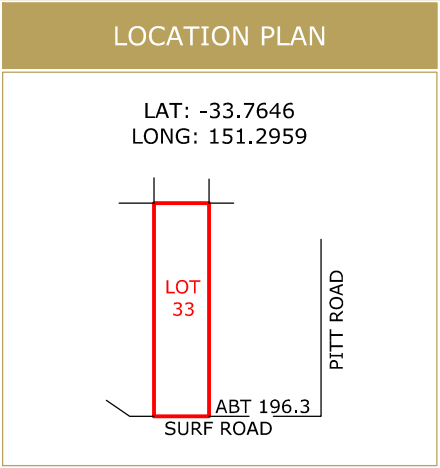 LOCATION PLAN
LAT: -33.7646
LONG: 151.2959
LOT
33
PITT ROAD
ABT 196.3
SURF ROAD